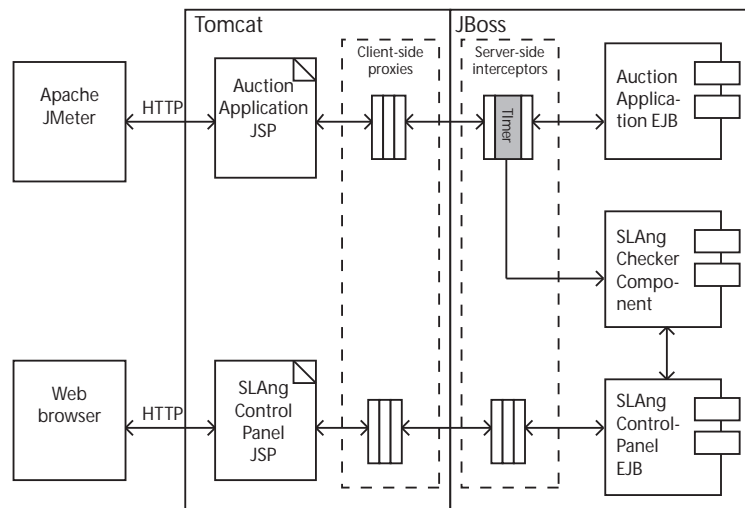 Tomcat
JBoss
Client-side
proxies
Server-side
interceptors
Apache
JMeter
HTTP
Auction
Application
JSP
TImer
Auction
Applica-
tion EJB
SLAng
Checker
Compo-
nent
Web
browser
HTTP
SLAng
Control
Panel
JSP
SLAng
Control-
Panel
EJB